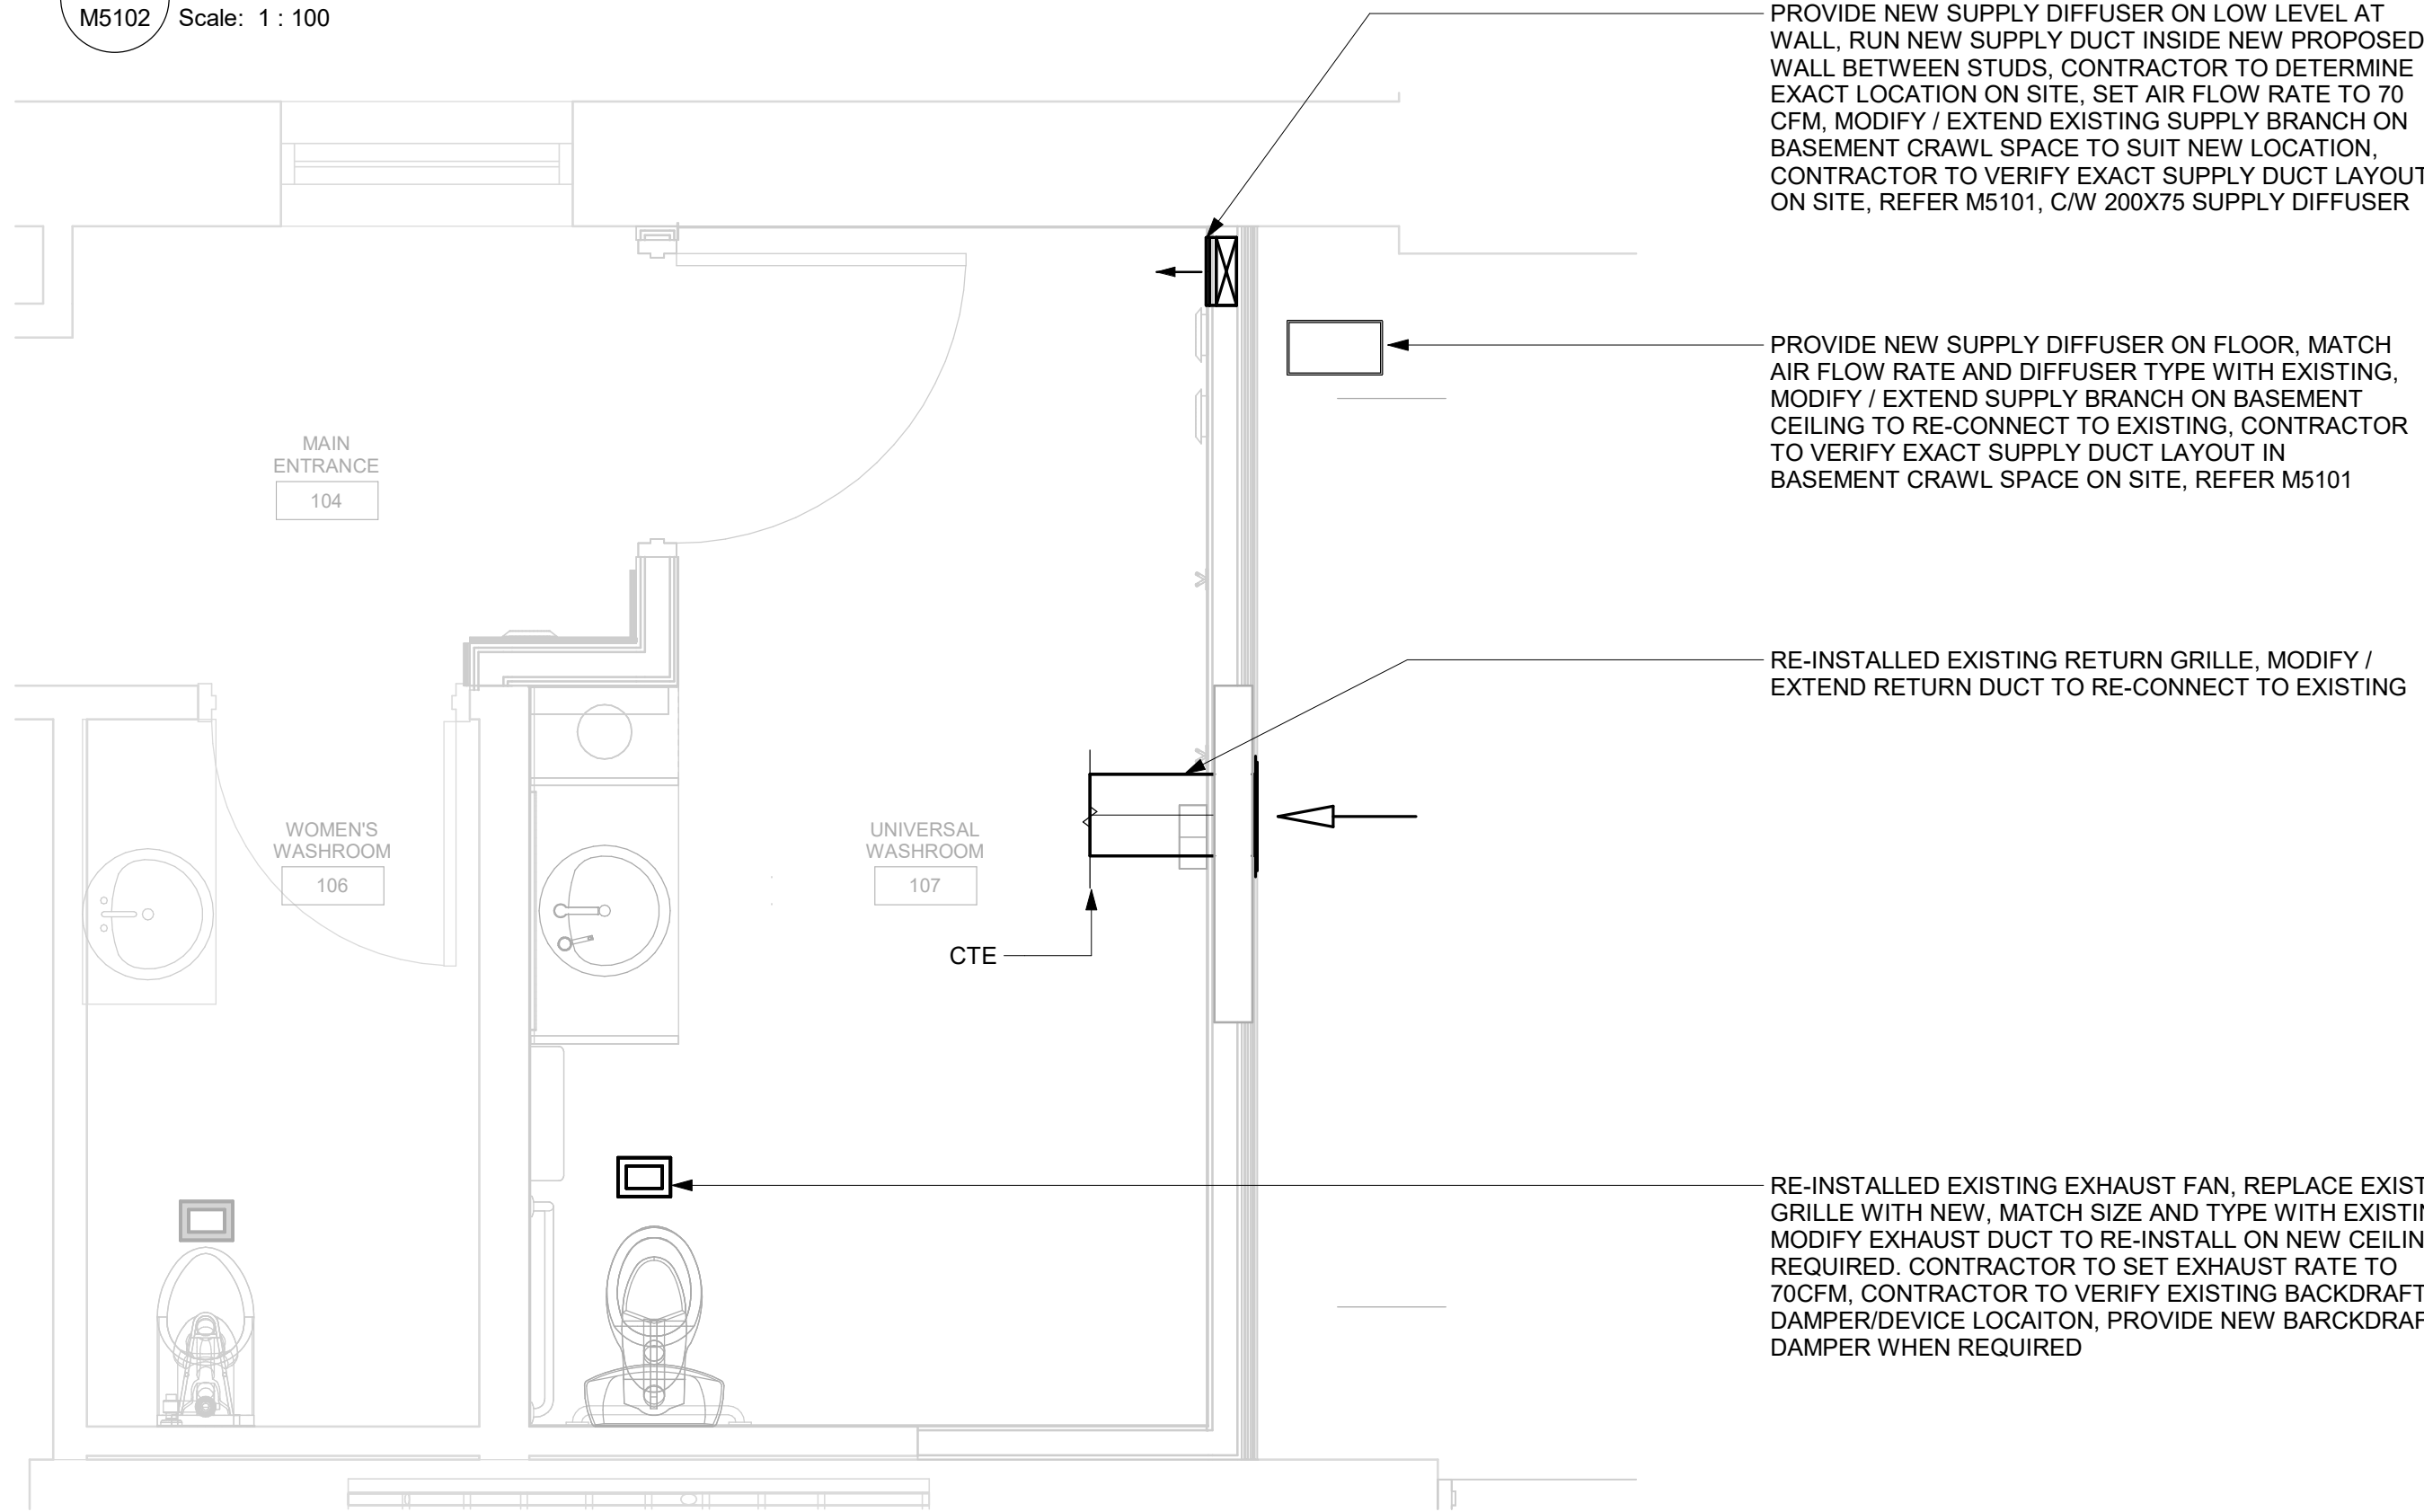 M5102 Scale: 1 : 100
PROVIDE NEW SUPPLY DIFFUSER ON LOW LEVEL AT
WALL, RUN NEW SUPPLY DUCT INSIDE NEW PROPOSED
WALL BETWEEN STUDS, CONTRACTOR TO DETERMINE
EXACT LOCATION ON SITE, SET AIR FLOW RATE TO 70
CFM, MODIFY / EXTEND EXISTING SUPPLY BRANCH ON
BASEMENT CRAWL SPACE TO SUIT NEW LOCATION,
CONTRACTOR TO VERIFY EXACT SUPPLY DUCT LAYOUT
ON SITE, REFER M5101, C/W 200X75 SUPPLY DIFFUSER
PROVIDE NEW SUPPLY DIFFUSER ON FLOOR, MATCH
AIR FLOW RATE AND DIFFUSER TYPE WITH EXISTING,
MODIFY / EXTEND SUPPLY BRANCH ON BASEMENT
CEILING TO RE-CONNECT TO EXISTING, CONTRACTOR
TO VERIFY EXACT SUPPLY DUCT LAYOUT IN
BASEMENT CRAWL SPACE ON SITE, REFER M5101
MAIN
ENTRANCE
104
RE-INSTALLED EXISTING RETURN GRILLE, MODIFY /
EXTEND RETURN DUCT TO RE-CONNECT TO EXISTING
WOMEN'S
WASHROOM
106
UNIVERSAL
WASHROOM
107
CTE
RE-INSTALLED EXISTING EXHAUST FAN, REPLACE EXIST
GRILLE WITH NEW, MATCH SIZE AND TYPE WITH EXISTIN
MODIFY EXHAUST DUCT TO RE-INSTALL ON NEW CEILIN
REQUIRED. CONTRACTOR TO SET EXHAUST RATE TO
70CFM, CONTRACTOR TO VERIFY EXISTING BACKDRAFT
DAMPER/DEVICE LOCAITON, PROVIDE NEW BARCKDRAF
DAMPER WHEN REQUIRED